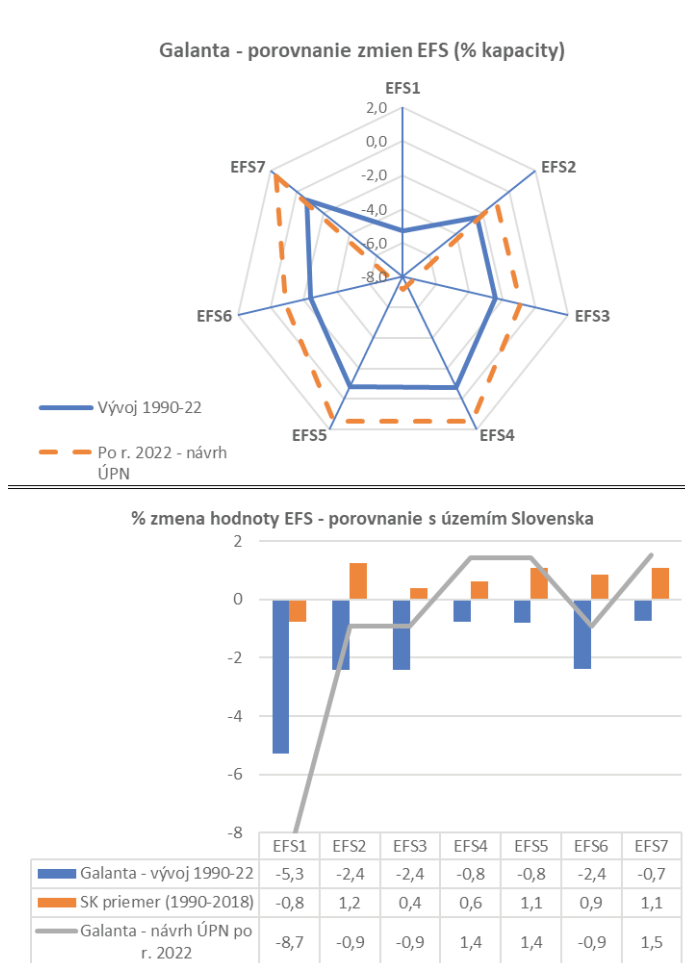 Galanta - porovnanie zmien EFS (% kapacity)
EFS1
2,0
0,0
-2,0
-4,0
-6,0
-8,0
EFS2
EFS3
EFS4
EFS5
EFS6
EFS7
Vývoj 1990-22
Po r. 2022 - návrh
ÚPN
% zmena hodnoty EFS - porovnanie s územím Slovenska
2
0
-2
-4
-6
-8
EFS1 EFS2 EFS3 EFS4 EFS5 EFS6 EFS7
Galanta - vývoj 1990-22 -5,3 -2,4 -2,4 -0,8 -0,8 -2,4 -0,7
SK priemer (1990-2018) -0,8 1,2 0,4 0,6 1,1 0,9 1,1
Galanta - návrh ÚPN po
r. 2022 -8,7 -0,9 -0,9 1,4 1,4 -0,9 1,5